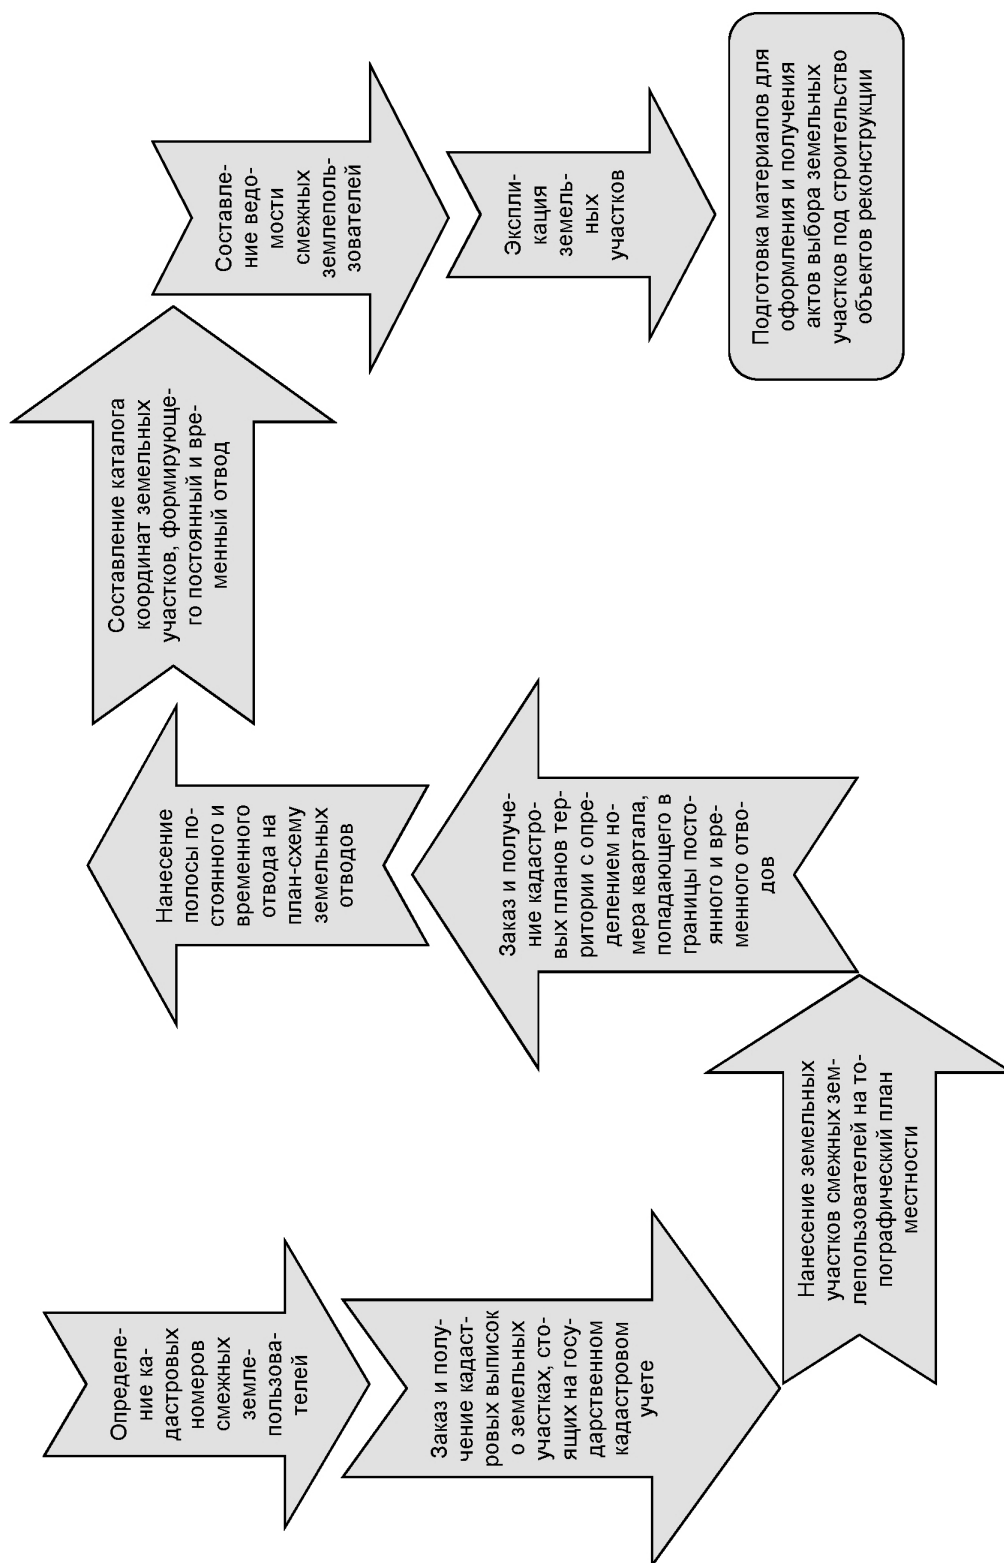 Определе-
ние ка-
дастровых
номеров
смежных
земле-
пользова-
телей
Заказ и полу-
чение кадаст-
ровых выписок
о земельных
участках, сто-
ящих на госу-
дарственном
кадастровом
учете
Нанесение земельных
участков смежных зем-
лепользователей на то-
пографический план
местности
Заказ и получе-
ние кадастро-
вых планов тер-
ритории с опре-
делением но-
мера квартала,
попадающего в
границы посто-
янного и вре-
менного отво-
дов
Нанесение
полосы по-
стоянного и
временного
отвода на
план-схему
земельных
отводов
Составление каталога
координат земельных
участков, формирующе-
го постоянный и вре-
менный отвод
Составле-
ние ведо-
мости
смежных
землеполь-
зователей
Экспли-
кация
земель-
ных
участков
Подготовка материалов для
оформления и получения
актов выбора земельных
участков под строительство
объектов реконструкции